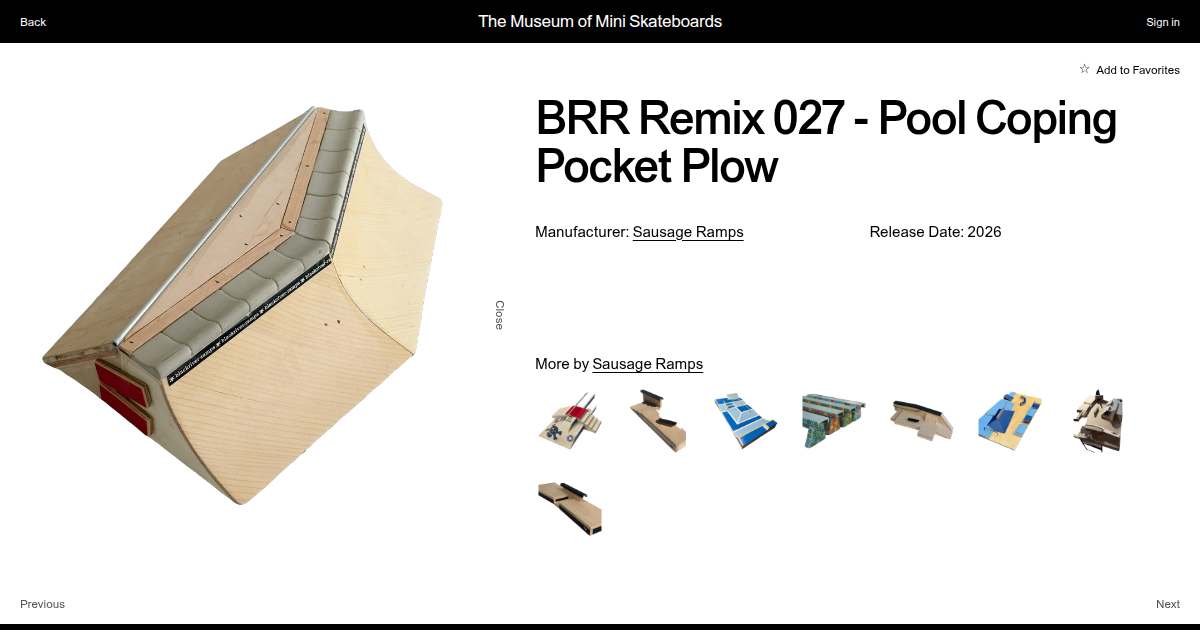 Back
The Museum of Mini Skateboards
Sign in
☆ Add to Favorites
BRR Remix 027 - Pool Coping
Pocket Plow
Manufacturer: Sausage Ramps
Release Date: 2026
Close
More by Sausage Ramps
Previous
Next